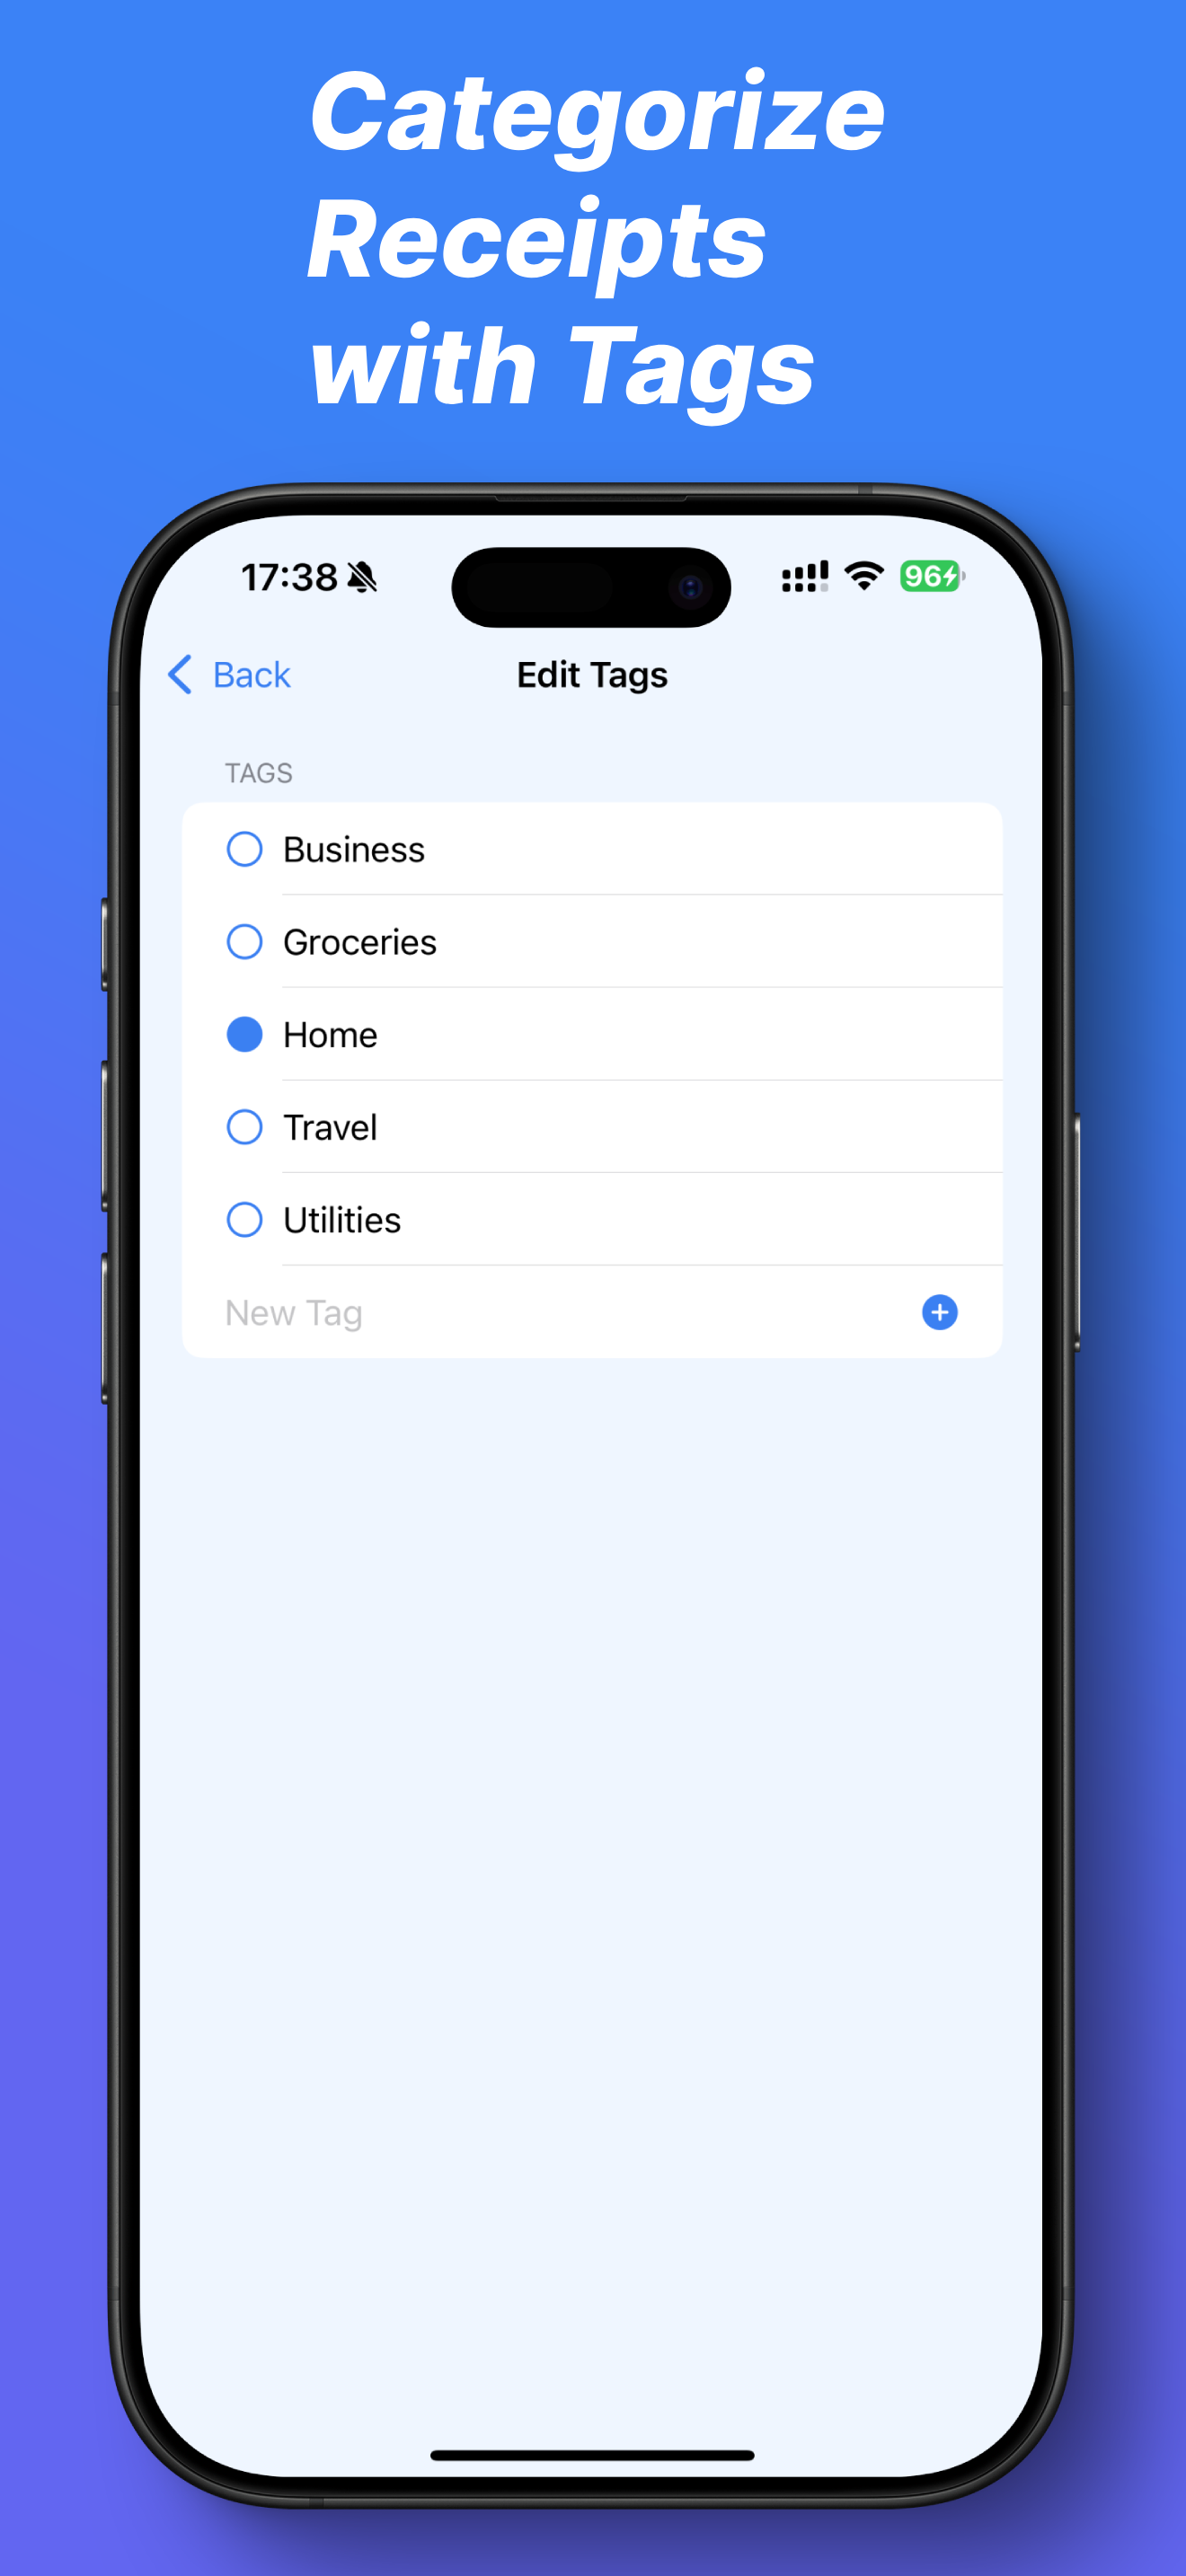 Categorize
Receipts
with Tags
17:38
96
Back
Edit Tags
TAGS
Business
Groceries
Home
Travel
Utilities
New Tag